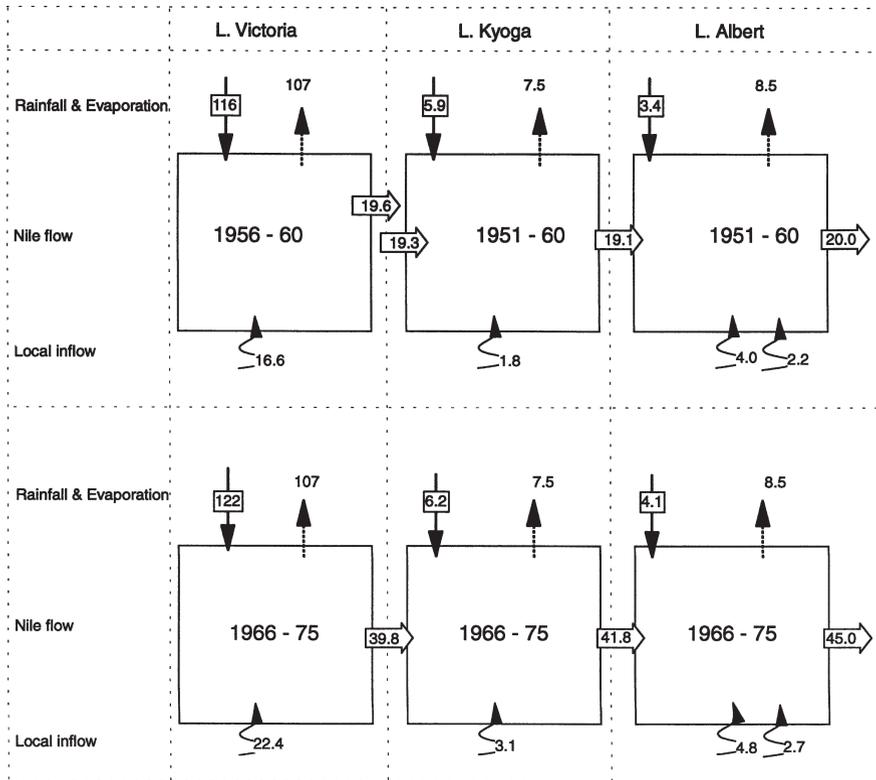 L. Victoria L. Kyoga L. Albert
107 7.5 8.5
Rainfall & Evaporation 116 5.9 3.4
19.6
Nile flow 1956 - 60 19.3 1951 - 60 19.1 1951 - 60 20.0
Local inflow 16.6 1.8 4.0 2.2
107 7.5 8.5
Rainfall & Evaporation 122 6.2 4.1
Nile flow 1966 - 75 39.8 1966 - 75 41.8 1966 - 75 45.0
Local inflow 22.4 3.1 4.8 2.7